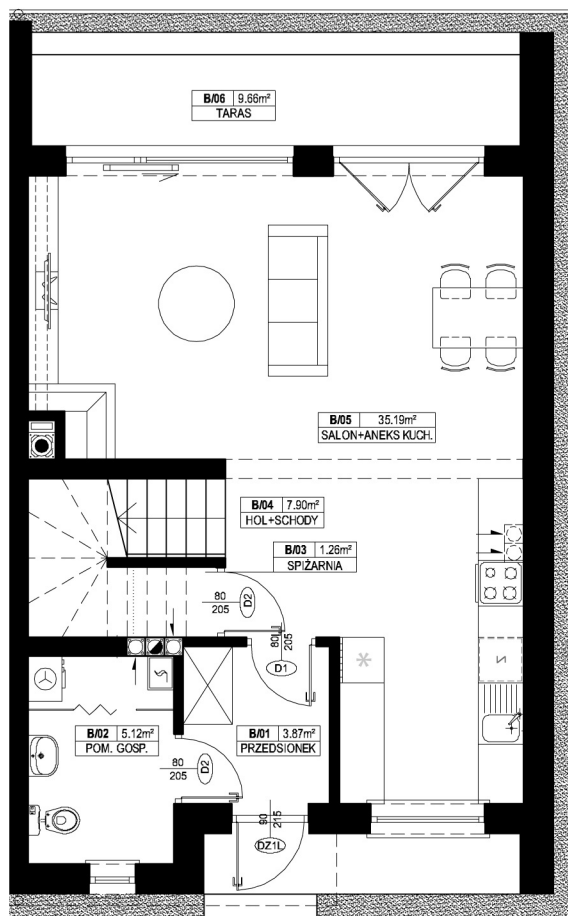 B/06 9.66m²
TARAS
B/05 35.19m²
SALON+ANEKS KUCH.
B/04 7.90m²
HOL+SCHODY
B/03 1.26m²
SPIŻARNIA
80
205
D2
80
205
D1
B/02 5.12m²
POM. GOSP.
B/01 3.87m²
PRZEDSIONEK
80
205
D2
90
215
DZ1L